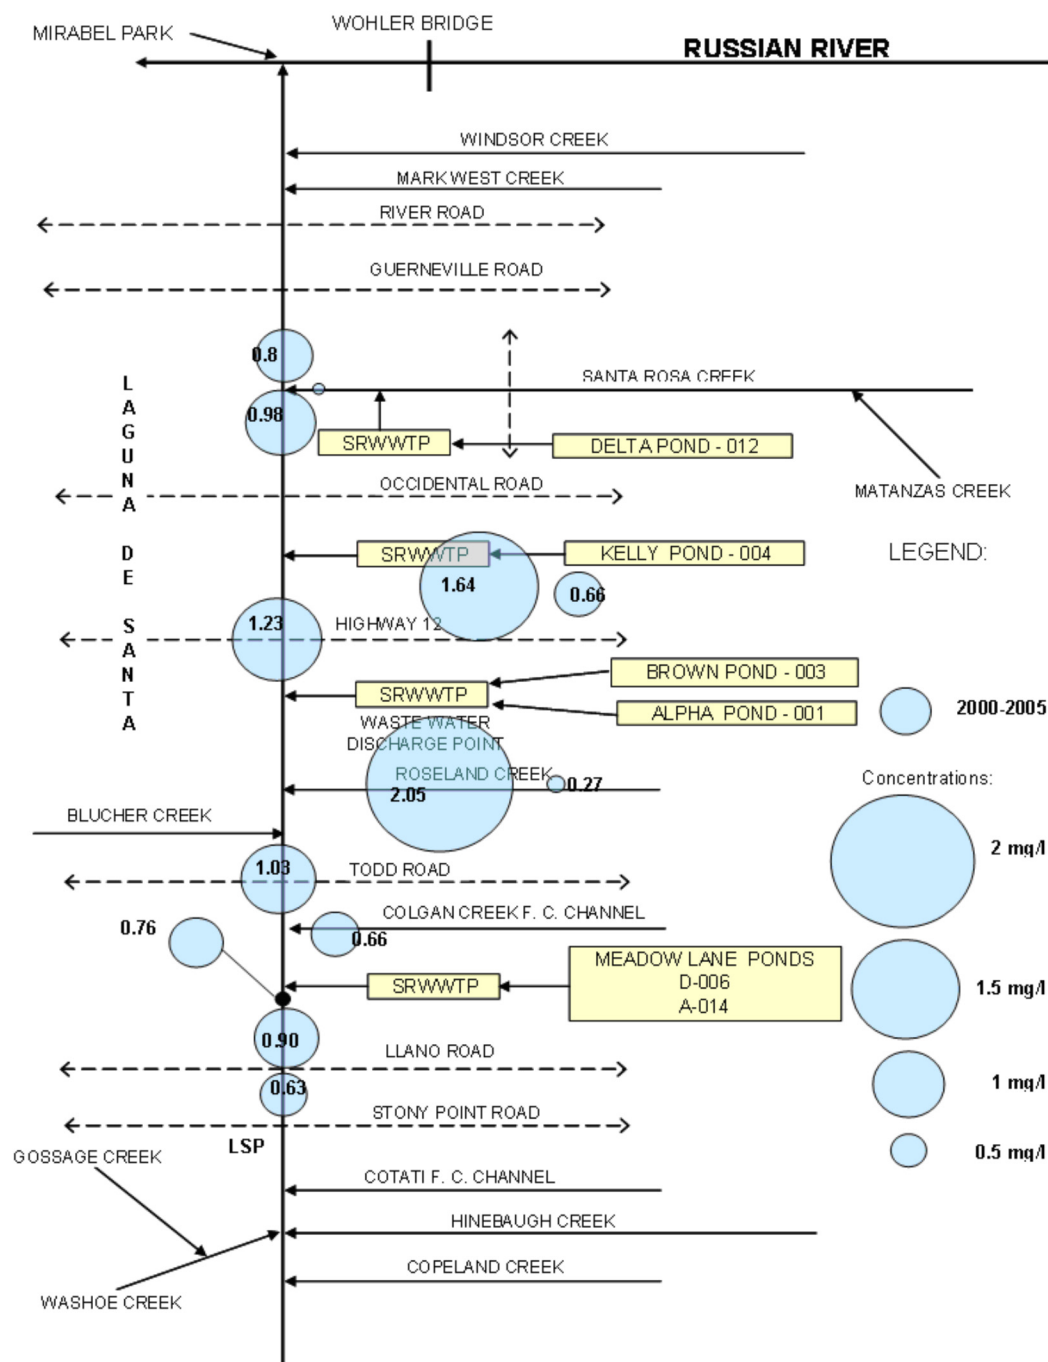 WOHLER BRIDGE
MIRABEL PARK
RUSSIAN RIVER
WINDSOR CREEK
MARK WEST CREEK
RIVER ROAD
GUERNEVILLE ROAD
0.8
SANTA ROSA CREEK
LAGUNA DE SANTA
0.98
SRWWTP
DELTA POND - 012
OCCIDENTAL ROAD
MATANZAS CREEK
SRWWTP
KELLY POND - 004
LEGEND:
1.64
0.66
1.23
HIGHWAY 12
BROWN POND - 003
SRWWTP
ALPHA POND - 001
2000-2005
WASTE WATER
DISCHARGE POINT
ROSELAND CREEK
0.27
2.05
Concentrations:
BLUCHER CREEK
2 mg/l
1.03
TODD ROAD
COLGAN CREEK F. C. CHANNEL
0.76
0.66
MEADOW LANE PONDS
D-006
A-014
SRWWTP
1.5 mg/l
0.90
LLANO ROAD
0.63
1 mg/l
STONY POINT ROAD
LSP
0.5 mg/l
GOSSAGE CREEK
COTATI F. C. CHANNEL
HINEBAUGH CREEK
COPELAND CREEK
WASHOE CREEK